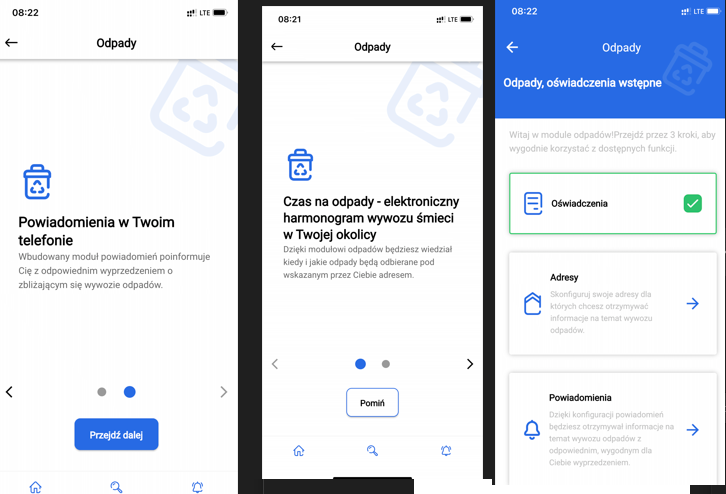 08:22
LTE
Odpady
Powiadomienia w Twoim
telefonie
Wbudowany moduł powiadomień poinformuje
Cię z odpowiednim wyprzedzeniem o
zbliżającym się wywozie odpadów.
Przejdź dalej
08:21
LTE
Odpady
Czas na odpady - elektroniczny
harmonogram wywozu śmieci
w Twojej okolicy
Dzięki modułowi odpadów będziesz wiedział
kiedy i jakie odpady będą odbierane pod
wskazanym przez Ciebie adresem.
Pomiń
08:22
LTE
Odpady
Odpady, oświadczenia wstępne
Witaj w module odpadów!Przejdź przez 3 kroki, aby
wygodnie korzystać z dostępnych funkcji.
Oświadczenia
Adresy
Skonfiguruj swoje adresy dla
których chcesz otrzymywać
informacje na temat wywozu
odpadów.
Powiadomienia
Dzięki konfiguracji powiadomień
będziesz otrzymywał informacje na
temat wywozu odpadów z
odpowiednim, wygodnym dla
Ciebie wyprzedzeniem.